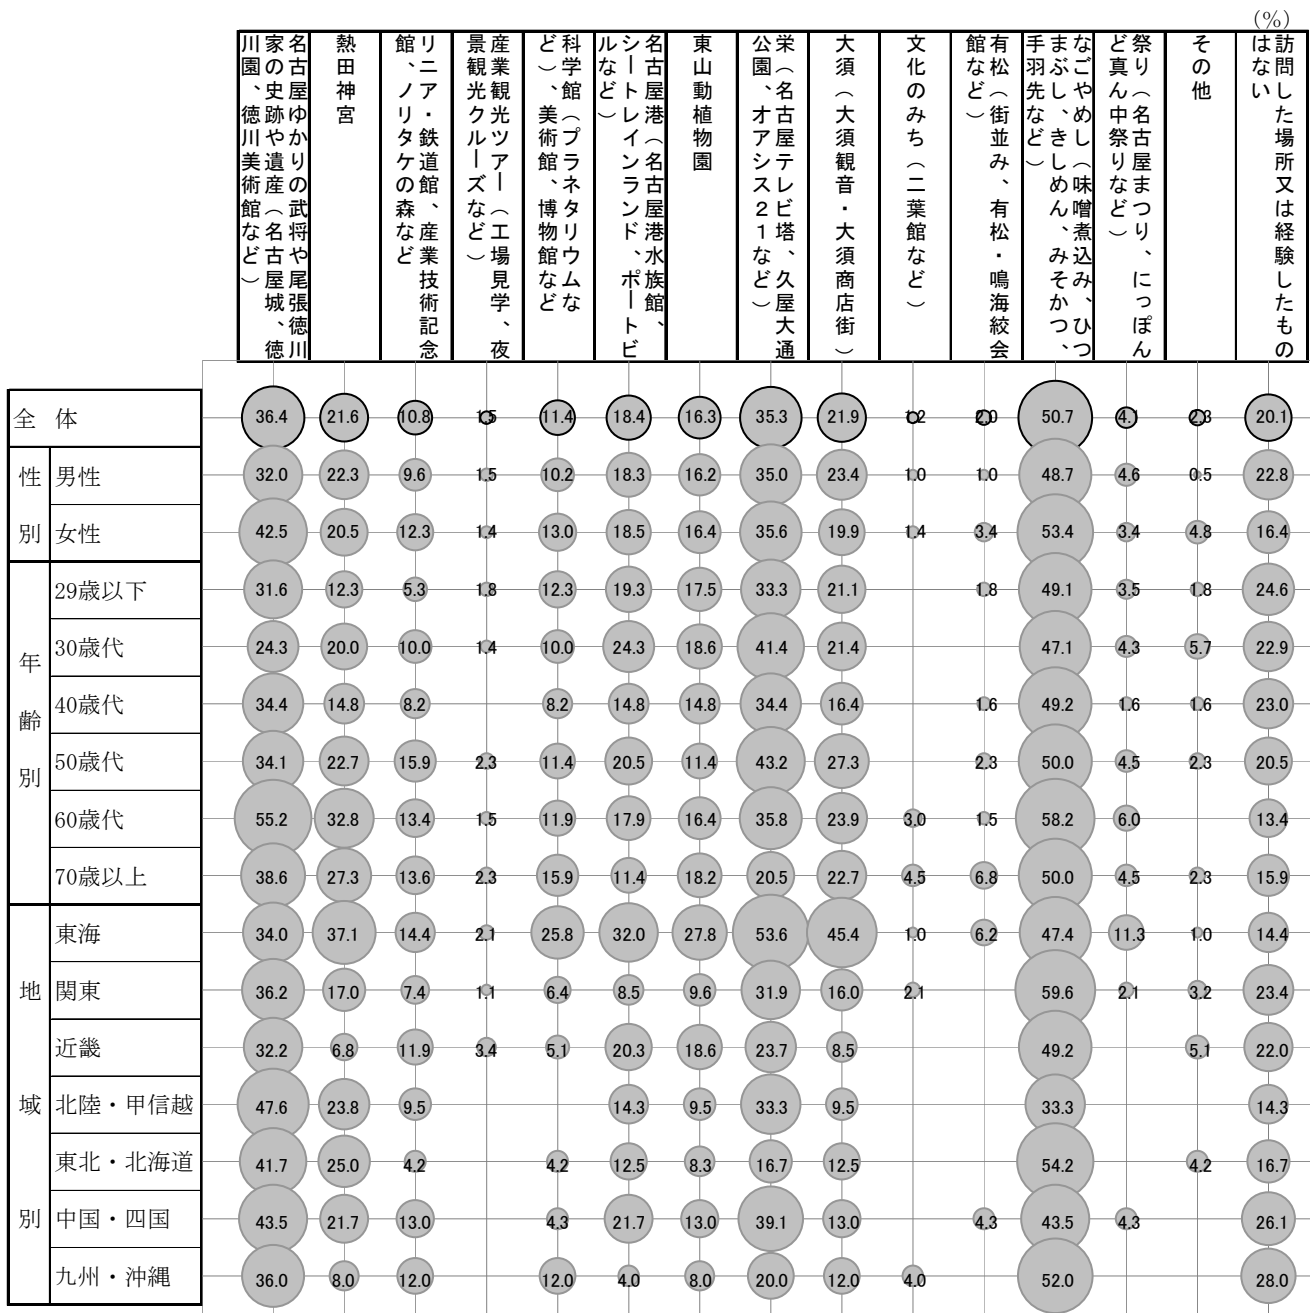 （%）
名古屋ゆかりの武将や尾張徳川
家の史跡や遺産（名古屋城、徳
川園、徳川美術館など）
熱田神宮
リニア・鉄道館、産業技術記念
館、ノリタケの森など
産業観光ツアー（工場見学、夜
景観光クルーズなど）
科学館（プラネタリウムな
ど）、美術館、博物館など
名古屋港（名古屋港水族館、
シートレインランド、ポートビ
ルなど）
東山動植物園
栄（名古屋テレビ塔、久屋大通
公園、オアシス２１など）
大須（大須観音・大須商店街）
文化のみち（二葉館など）
有松（街並み、有松・鳴海絞会
館など）
なごやめし（味噌煮込み、ひつ
まぶし、きしめん、みそかつ、
手羽先など）
祭り（名古屋まつり、にっぽん
ど真ん中祭りなど）
その他
訪問した場所又は経験したもの
はない
全 体 36.4 21.6 10.8 1.5 11.4 18.4 16.3 35.3 21.9 1.2 2.0 50.7 4.1 2.3 20.1
性別
男性 32.0 22.3 9.6 1.5 10.2 18.3 16.2 35.0 23.4 1.0 1.0 48.7 4.6 0.5 22.8
女性 42.5 20.5 12.3 1.4 13.0 18.5 16.4 35.6 19.9 1.4 3.4 53.4 3.4 4.8 16.4
年齢別
29歳以下 31.6 12.3 5.3 1.8 12.3 19.3 17.5 33.3 21.1 1.8 49.1 3.5 1.8 24.6
30歳代 24.3 20.0 10.0 1.4 10.0 24.3 18.6 41.4 21.4 47.1 4.3 5.7 22.9
40歳代 34.4 14.8 8.2 8.2 14.8 14.8 34.4 16.4 1.6 49.2 1.6 1.6 23.0
50歳代 34.1 22.7 15.9 2.3 11.4 20.5 11.4 43.2 27.3 2.3 50.0 4.5 2.3 20.5
60歳代 55.2 32.8 13.4 1.5 11.9 17.9 16.4 35.8 23.9 3.0 1.5 58.2 6.0 13.4
70歳以上 38.6 27.3 13.6 2.3 15.9 11.4 18.2 20.5 22.7 4.5 6.8 50.0 4.5 2.3 15.9
地域別
東海 34.0 37.1 14.4 2.1 25.8 32.0 27.8 53.6 45.4 1.0 6.2 47.4 11.3 1.0 14.4
関東 36.2 17.0 7.4 1.1 6.4 8.5 9.6 31.9 16.0 2.1 59.6 2.1 3.2 23.4
近畿 32.2 6.8 11.9 3.4 5.1 20.3 18.6 23.7 8.5 49.2 5.1 22.0
北陸・甲信越 47.6 23.8 9.5 14.3 9.5 33.3 9.5 33.3 14.3
東北・北海道 41.7 25.0 4.2 4.2 12.5 8.3 16.7 12.5 54.2 4.2 16.7
中国・四国 43.5 21.7 13.0 4.3 21.7 13.0 39.1 13.0 4.3 43.5 4.3 26.1
九州・沖縄 36.0 8.0 12.0 12.0 4.0 8.0 20.0 12.0 4.0 52.0 28.0